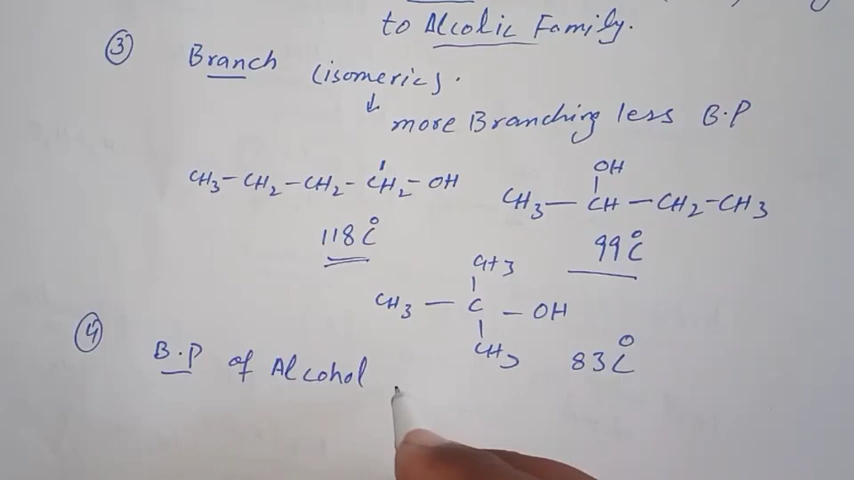 to Alcolic Family.
③ Branch (isomerics.
↓
more Branching less B.P
CH3-CH2-CH2-CH2-OH
118°C
OH
|
CH3-CH-CH2-CH3
99°C
CH3
|
CH3-C-OH
|
CH3
83°C
④ B.P of Alcohol